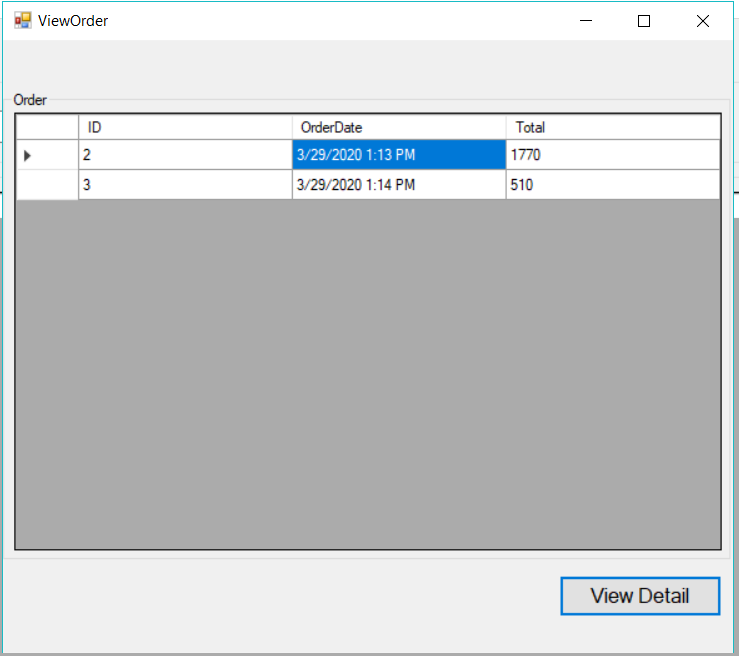 ViewOrder
Order
ID OrderDate Total
2 3/29/2020 1:13 PM 1770
3 3/29/2020 1:14 PM 510
View Detail